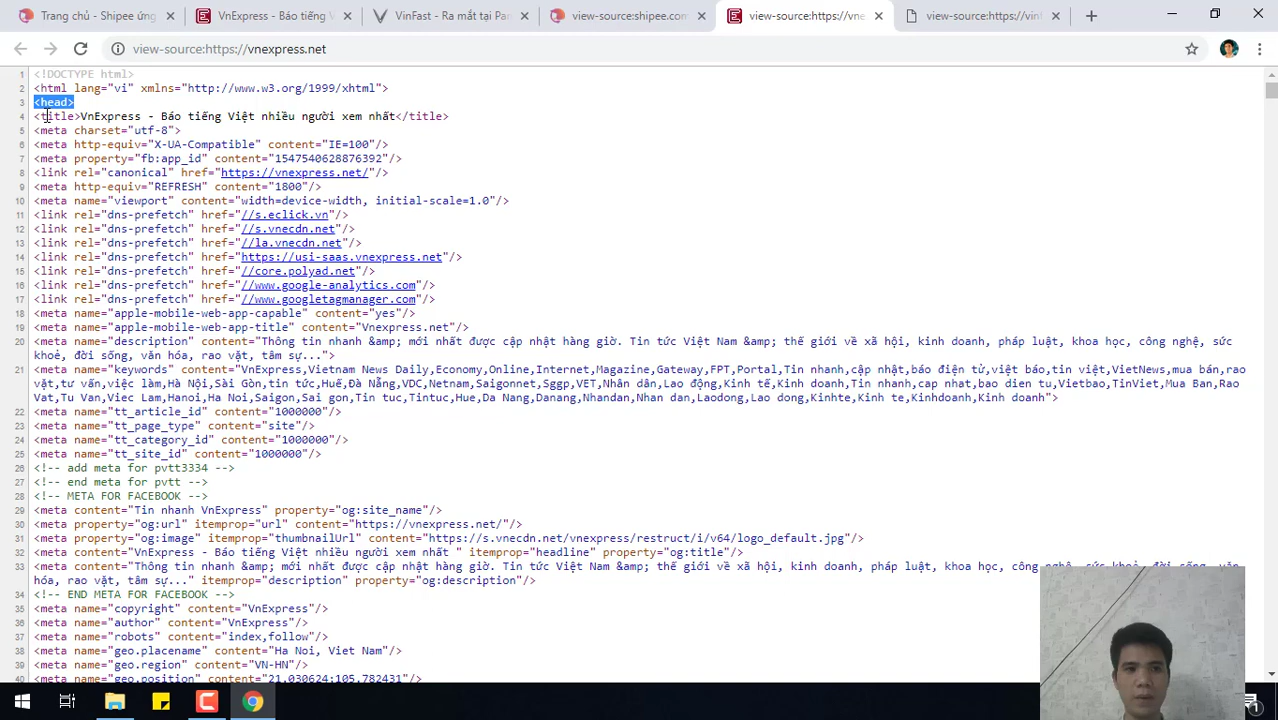 Trang chủ - Shipee ứng
VnExpress - Báo tiếng V
VinFast - Ra mắt tại Par
view-source:shipee.com
view-source:https://vne
view-source:https://vin
view-source:https://vnexpress.net
1 <!DOCTYPE html>
2 <html lang="vi" xmlns="http://www.w3.org/1999/xhtml">
3 <head>
4 <title>VnExpress - Báo tiếng Việt nhiều người xem nhất</title>
5 <meta charset="utf-8">
6 <meta http-equiv="X-UA-Compatible" content="IE=100"/>
7 <meta property="fb:app_id" content="1547540628876392"/>
8 <link rel="canonical" href="https://vnexpress.net/"/>
9 <meta http-equiv="REFRESH" content="1800"/>
10 <meta name="viewport" content="width=device-width, initial-scale=1.0"/>
11 <link rel="dns-prefetch" href="//s.eclick.vn"/>
12 <link rel="dns-prefetch" href="//s.vnecdn.net"/>
13 <link rel="dns-prefetch" href="//la.vnecdn.net"/>
14 <link rel="dns-prefetch" href="https://usi-saas.vnexpress.net"/>
15 <link rel="dns-prefetch" href="//core.polyad.net"/>
16 <link rel="dns-prefetch" href="//www.google-analytics.com"/>
17 <link rel="dns-prefetch" href="//www.googletagmanager.com"/>
18 <meta name="apple-mobile-web-app-capable" content="yes"/>
19 <meta name="apple-mobile-web-app-title" content="Vnexpress.net"/>
20 <meta name="description" content="Thông tin nhanh &amp; mới nhất được cập nhật hàng giờ. Tin tức Việt Nam &amp; thế giới về xã hội, kinh doanh, pháp luật, khoa học, công nghệ, sức
khoẻ, đời sống, văn hóa, rao vặt, tâm sự...">
21 <meta name="keywords" content="VnExpress,Vietnam News Daily,Economy,Online,Internet,Magazine,Gateway,FPT,Portal,Tin nhanh,cập nhật,báo điện tử,việt báo,tin việt,VietNews,mua bán,rao
vặt,tư vấn,việc làm,Hà Nội,Sài Gòn,tin tức,Huế,Đà Nẵng,VDC,Netnam,Saigonnet,Sggp,VET,Nhân dân,Lao động,Kinh tế,Kinh doanh,Tin nhanh,cap nhat,bao dien tu,Vietbao,TinViet,Mua Ban,Rao
Vat,Tu Van,Viec Lam,Hanoi,Ha Noi,Saigon,Sai gon,Tin tuc,Tintuc,Hue,Da Nang,Danang,Nhandan,Nhan dan,Laodong,Lao dong,Kinhte,Kinh te,Kinhdoanh,Kinh doanh">
22 <meta name="tt_article_id" content="1000000"/>
23 <meta name="tt_page_type" content="site"/>
24 <meta name="tt_category_id" content="1000000"/>
25 <meta name="tt_site_id" content="1000000"/>
26 <!-- add meta for pvtt3334 -->
27 <!-- end meta for pvtt -->
28 <!-- META FOR FACEBOOK -->
29 <meta content="Tin nhanh VnExpress" property="og:site_name"/>
30 <meta property="og:url" itemprop="url" content="https://vnexpress.net/"/>
31 <meta property="og:image" itemprop="thumbnailUrl" content="https://s.vnecdn.net/vnexpress/restruct/i/v64/logo_default.jpg"/>
32 <meta content="VnExpress - Báo tiếng Việt nhiều người xem nhất " itemprop="headline" property="og:title"/>
33 <meta content="Thông tin nhanh &amp; mới nhất được cập nhật hàng giờ. Tin tức Việt Nam &amp; thế giới về xã hội, kinh doanh, pháp luật, khoa học, công nghệ, sức khoẻ, đời sống, văn
hóa, rao vặt, tâm sự..." itemprop="description" property="og:description"/>
34 <!-- END META FOR FACEBOOK -->
35 <meta name="copyright" content="VnExpress"/>
36 <meta name="author" content="VnExpress"/>
37 <meta name="robots" content="index,follow"/>
38 <meta name="geo.placename" content="Ha Noi, Viet Nam"/>
39 <meta name="geo.region" content="VN-HN"/>
40 <meta name="geo.position" content="21.030624;105.782431"/>
1